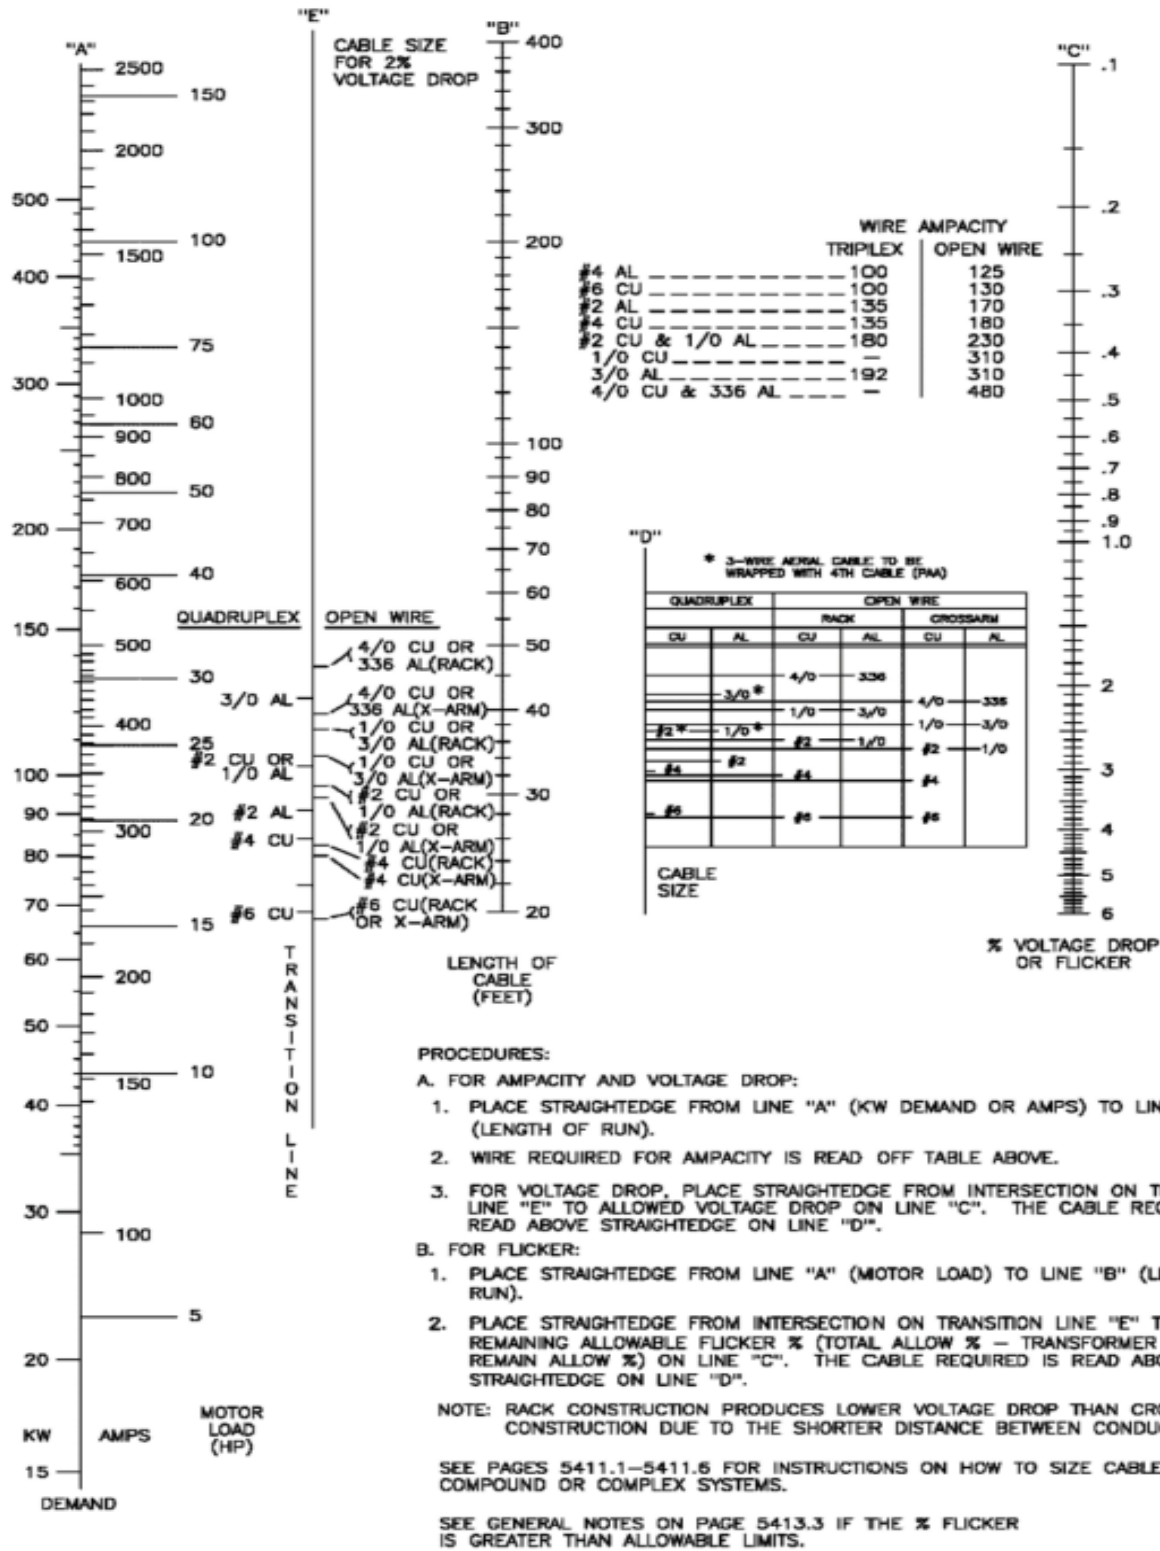 "A"
"E"
"B"
"C"
CABLE SIZE
FOR 2%
VOLTAGE DROP
2500
2000
1500
1000
900
800
700
600
500
400
300
200
150
100
AMPS
150
100
75
60
50
40
30
25
20
15
10
5
MOTOR
LOAD
(HP)
500
400
300
200
150
100
90
80
70
60
50
40
30
20
15
KW
DEMAND
QUADRUPLEX
3/0 AL
#2 CU OR
1/0 AL
#2 AL
#4 CU
#6 CU
OPEN WIRE
4/0 CU OR
336 AL(RACK)
4/0 CU OR
336 AL(X-ARM)
1/0 CU OR
3/0 AL(RACK)
1/0 CU OR
3/0 AL(X-ARM)
#2 CU OR
1/0 AL(RACK)
#2 CU OR
1/0 AL(X-ARM)
#4 CU(RACK)
#4 CU(X-ARM)
#6 CU(RACK
OR X-ARM)
TRANSITION LINE
400
300
200
100
90
80
70
60
50
40
30
20
LENGTH OF
CABLE
(FEET)
WIRE AMPACITY
TRIPILEX OPEN WIRE
#4 AL 100 125
#6 CU 100 130
#2 AL 135 170
#4 CU 135 180
#2 CU & 1/0 AL 180 230
1/0 CU – 310
3/0 AL 192 310
4/0 CU & 336 AL – 480
"D"
* 3-WIRE AERIAL CABLE TO BE
WRAPPED WITH 4TH CABLE (PAA)
QUADRUPLEX OPEN WIRE
RACK CROSSARM
CU AL CU AL CU AL
4/0 336
3/0* 4/0 336
1/0 3/0
#2* 1/0* 1/0 3/0
#2 1/0 #2 1/0
#2
#4 #4 #4
#6 #6 #6
CABLE
SIZE
.1
.2
.3
.4
.5
.6
.7
.8
.9
1.0
2
3
4
5
6
% VOLTAGE DROP
OR FLICKER
PROCEDURES:
A. FOR AMPACITY AND VOLTAGE DROP:
1. PLACE STRAIGHTEDGE FROM LINE "A" (KW DEMAND OR AMPS) TO
(LENGTH OF RUN).
2. WIRE REQUIRED FOR AMPACITY IS READ OFF TABLE ABOVE.
3. FOR VOLTAGE DROP, PLACE STRAIGHTEDGE FROM INTERSECTION ON
LINE "E" TO ALLOWED VOLTAGE DROP ON LINE "C". THE CABLE
READ ABOVE STRAIGHTEDGE ON LINE "D".
B. FOR FLICKER:
1. PLACE STRAIGHTEDGE FROM LINE "A" (MOTOR LOAD) TO LINE "B"
RUN).
2. PLACE STRAIGHTEDGE FROM INTERSECTION ON TRANSITION LINE "E"
REMAINING ALLOWABLE FLICKER % (TOTAL ALLOW % – TRANSFORMER
REMAIN ALLOW %) ON LINE "C". THE CABLE REQUIRED IS READ
STRAIGHTEDGE ON LINE "D".
NOTE: RACK CONSTRUCTION PRODUCES LOWER VOLTAGE DROP THAN
CONSTRUCTION DUE TO THE SHORTER DISTANCE BETWEEN
SEE PAGES 5411.1–5411.6 FOR INSTRUCTIONS ON HOW TO SIZE CABLE
COMPOUND OR COMPLEX SYSTEMS.
SEE GENERAL NOTES ON PAGE 5413.3 IF THE % FLICKER
IS GREATER THAN ALLOWABLE LIMITS.